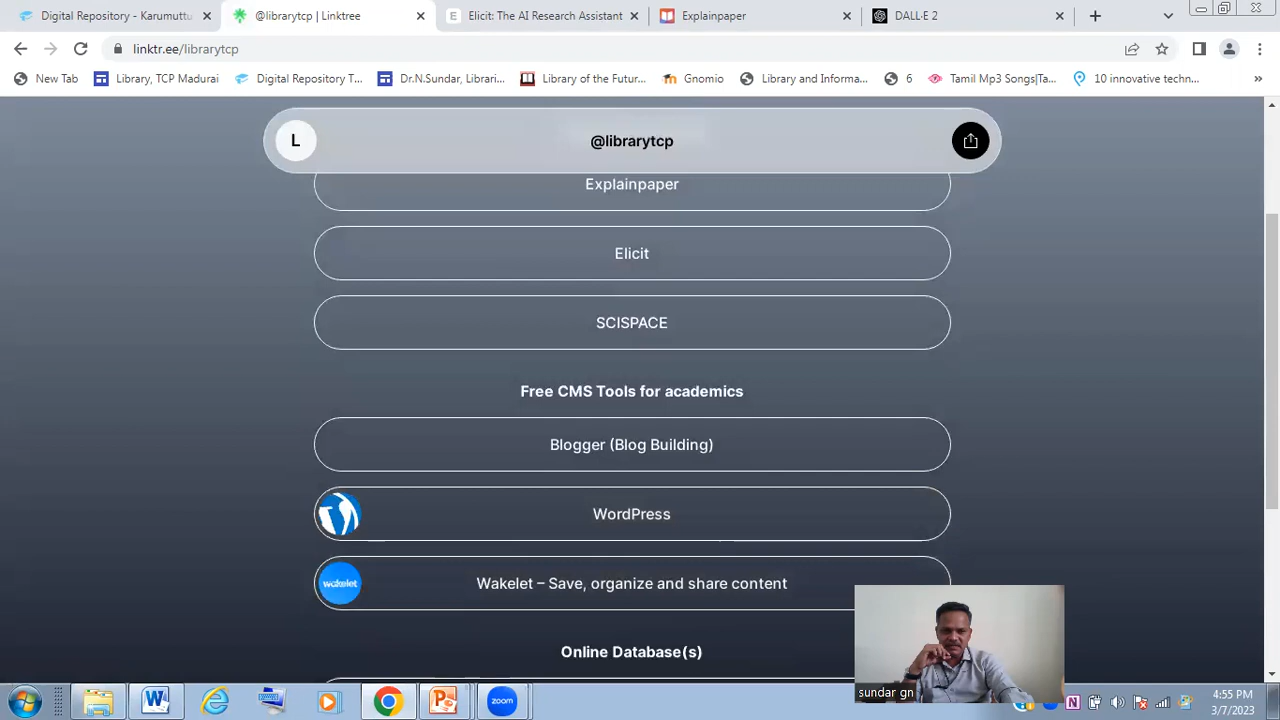 Digital Repository - Karumuttu
@librarytcp | Linktree
Elicit: The AI Research Assistant
Explainpaper
DALL·E 2
linktr.ee/librarytcp
New Tab
Library, TCP Madurai
Digital Repository T...
Dr.N.Sundar, Librari...
Library of the Futur...
Gnomio
Library and Informa...
6
Tamil Mp3 Songs|Ta...
10 innovative techn...
L
@librarytcp
Explainpaper
Elicit
SCISPACE
Free CMS Tools for academics
Blogger (Blog Building)
WordPress
wakelet
Wakelet – Save, organize and share content
Online Database(s)
sundar gn
zoom
4:55 PM
3/7/2023